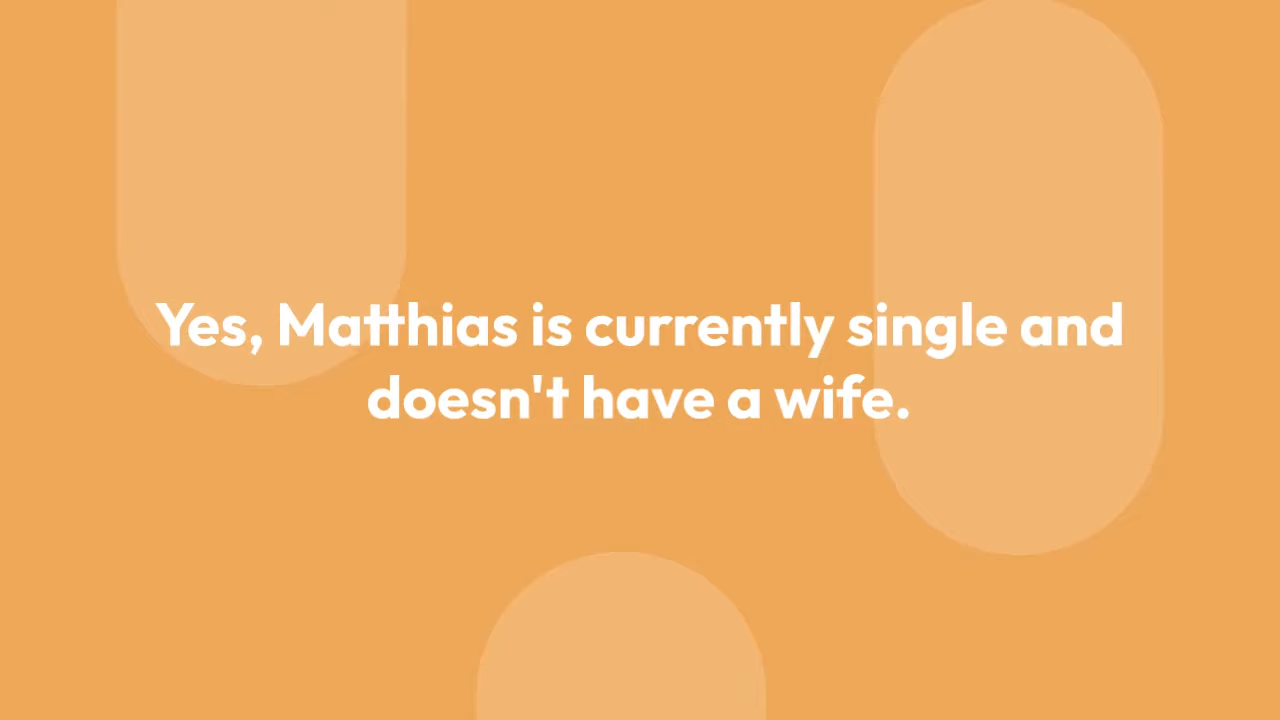 Yes, Matthias is currently single and
doesn't have a wife.